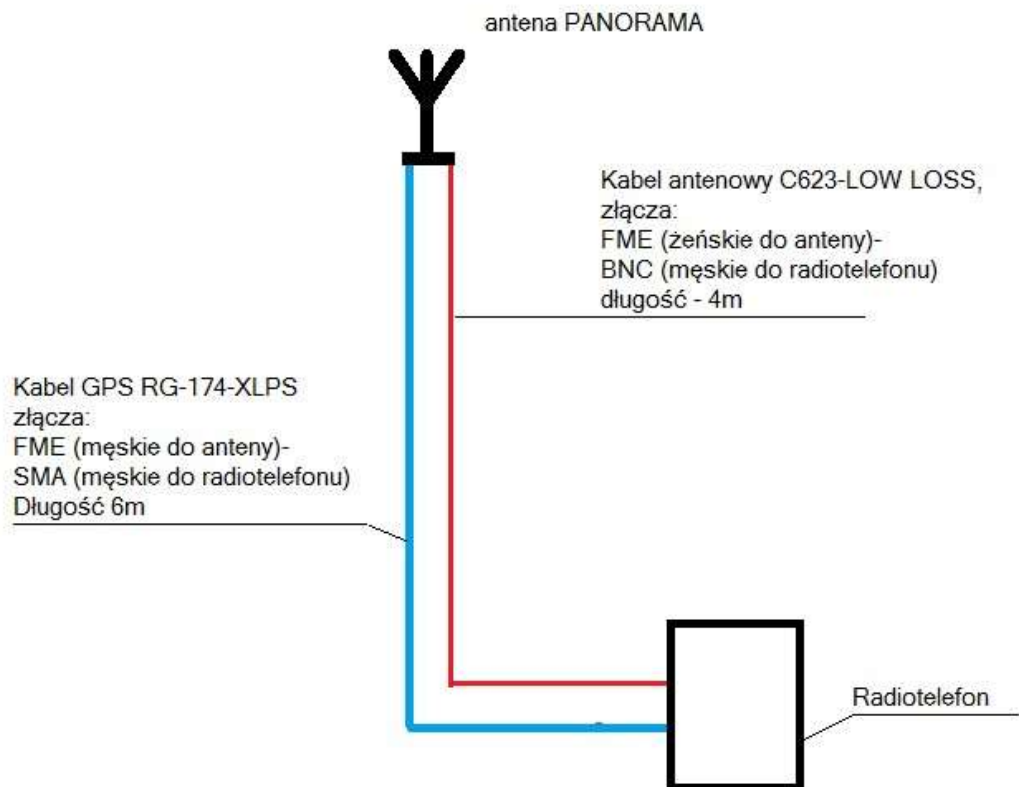 antena PANORAMA
Kabel antenowy C623-LOW LOSS,
złącza:
FME (żeńskie do anteny)-
BNC (męskie do radiotelefonu)
długość - 4m
Kabel GPS RG-174-XLPS
złącza:
FME (męskie do anteny)-
SMA (męskie do radiotelefonu)
Długość 6m
Radiotelefon